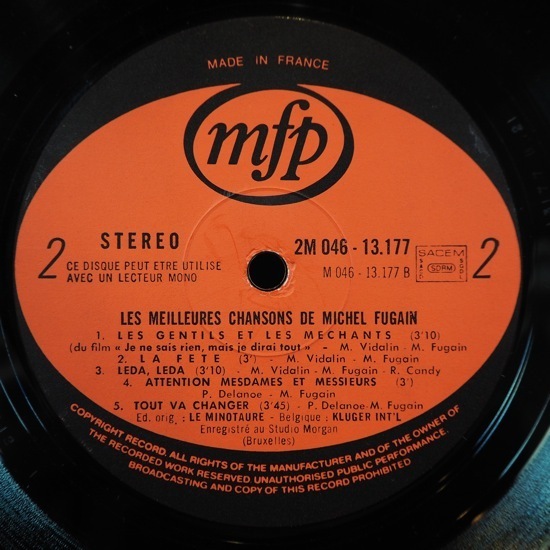 MADE IN FRANCE
mfp
2
STEREO
CE DISQUE PEUT ETRE UTILISE
AVEC UN LECTEUR MONO
2M 046 - 13.177
M 046 - 13.177 B
SACEM
SDRM
2
LES MEILLEURES CHANSONS DE MICHEL FUGAIN
1. LES GENTILS ET LES MECHANTS (3'10)
(du film « Je ne sais rien, mais je dirai tout » - M. Vidalin - M. Fugain
2. LA FETE (3') - M. Vidalin - M. Fugain
3. LEDA, LEDA (3'10) - M. Vidalin - M. Fugain - R. Candy
4. ATTENTION MESDAMES ET MESSIEURS (3')
P. Delanoe - M. Fugain
5. TOUT VA CHANGER (3'45) - P. Delanoe-M. Fugain
Ed. orig. : LE MINOTAURE - Belgique : KLUGER INT'L
Enregistré au Studio Morgan
(Bruxelles)
COPYRIGHT RECORD. ALL RIGHTS OF THE MANUFACTURER AND OF THE OWNER OF
THE RECORDED WORK RESERVED UNAUTHORISED PUBLIC PERFORMANCE.
BROADCASTING AND COPY OF THIS RECORD PROHIBITED